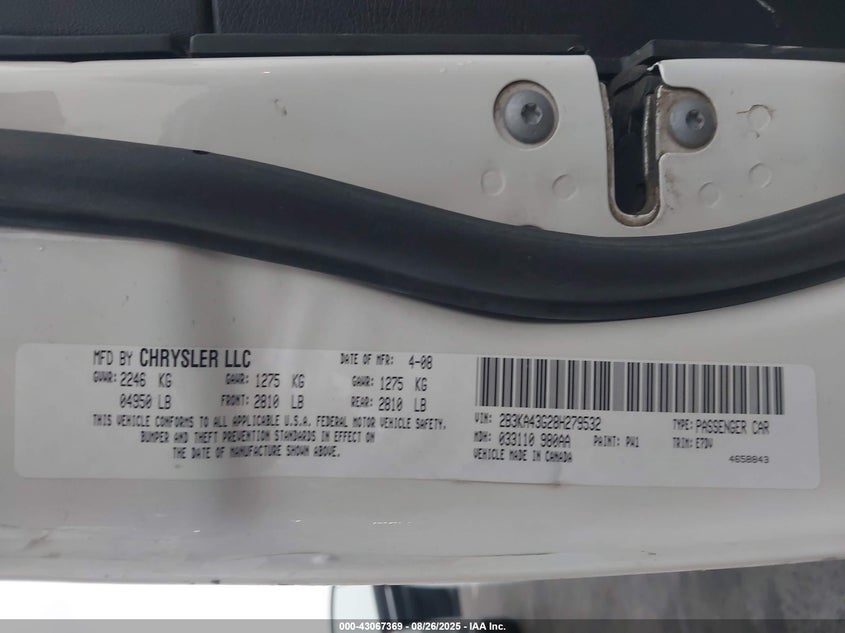 MFD BY CHRYSLER LLC DATE OF MFR: 4-08
GVWR: 2246 KG GAWR: 1275 KG GAWR: 1275 KG
04950 LB FRONT: 2810 LB REAR: 2810 LB
THIS VEHICLE CONFORMS TO ALL APPLICABLE U.S.A. FEDERAL MOTOR VEHICLE SAFETY,
BUMPER AND THEFT PREVENTION STANDARDS IN EFFECT ON
THE DATE OF MANUFACTURE SHOWN ABOVE.
VIN: 2B3KA43G28H279532 TYPE: PASSENGER CAR
MDH: 033110 980AA PAINT: PW1 TRIM: E7DV
VEHICLE MADE IN CANADA 4658843
000-43067369 - 08/26/2025 - IAA Inc.